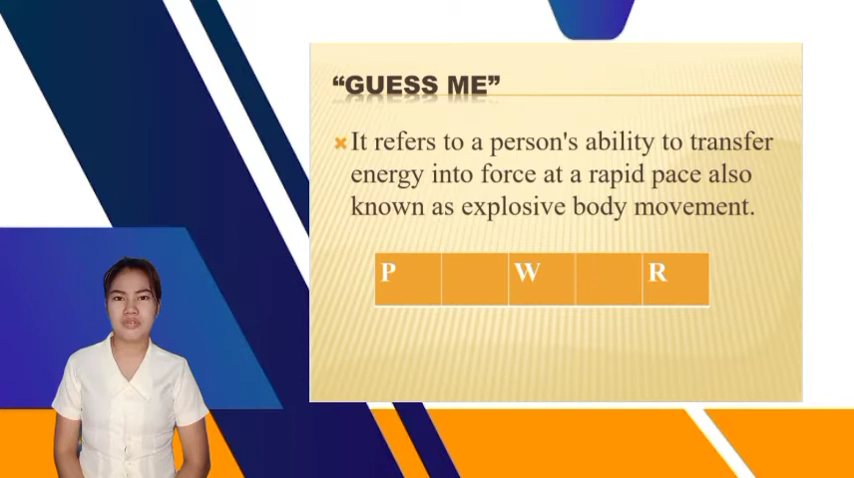 “GUESS ME”
It refers to a person's ability to transfer
energy into force at a rapid pace also
known as explosive body movement.
P W R